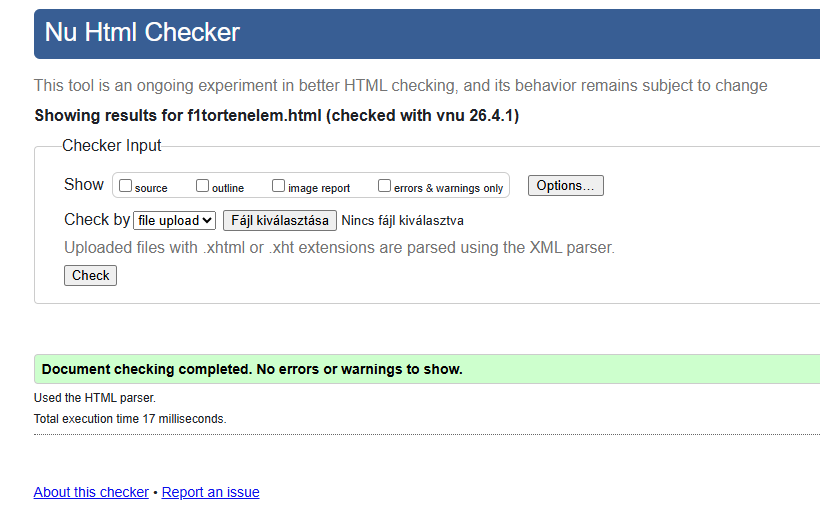 Nu Html Checker
This tool is an ongoing experiment in better HTML checking, and its behavior remains subject to change
Showing results for f1tortenelem.html (checked with vnu 26.4.1)
Checker Input
Show source outline image report errors & warnings only Options...
Check by file upload Fájl kiválasztása Nincs fájl kiválasztva
Uploaded files with .xhtml or .xht extensions are parsed using the XML parser.
Check
Document checking completed. No errors or warnings to show.
Used the HTML parser.
Total execution time 17 milliseconds.
About this checker • Report an issue